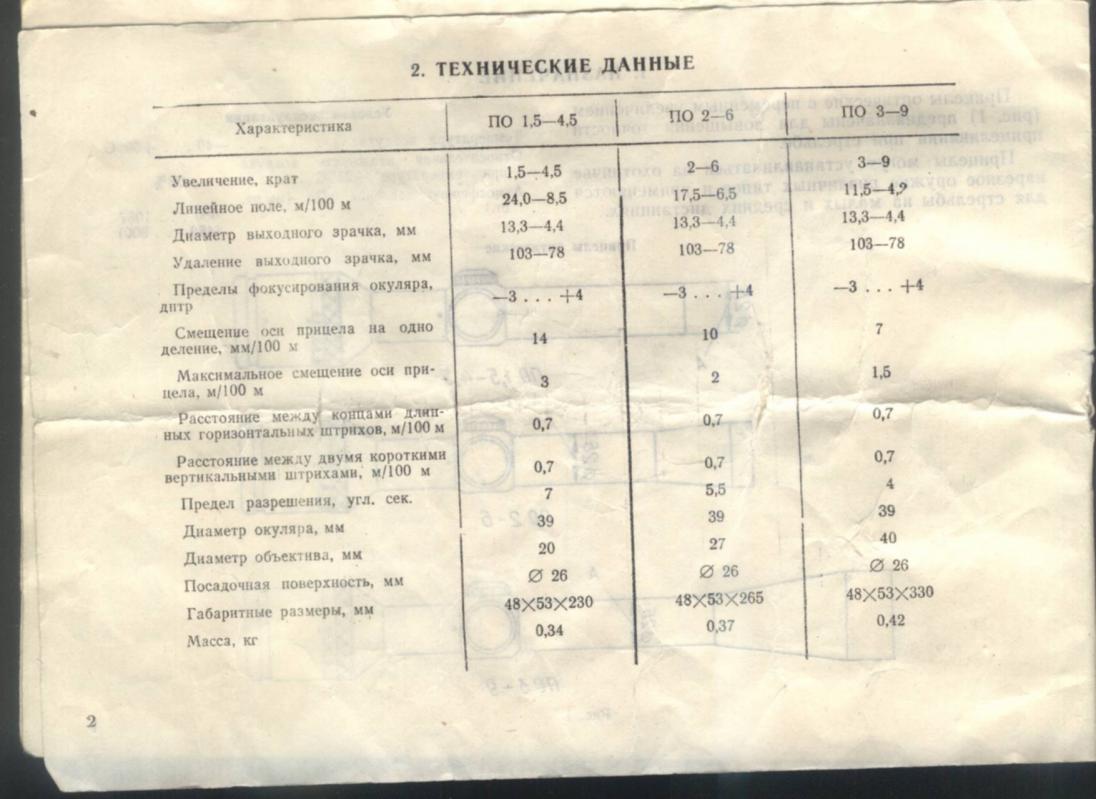 2. ТЕХНИЧЕСКИЕ ДАННЫЕ
Характеристика ПО 1,5—4,5 ПО 2—6 ПО 3—9
Увеличение, крат 1,5—4,5 2—6 3—9
Линейное поле, м/100 м 24,0—8,5 17,5—6,5 11,5—4,?
Диаметр выходного зрачка, мм 13,3—4,4 13,3—4,4 13,3—4,4
Удаление выходного зрачка, мм 103—78 103—78 103—78
Пределы фокусирования окуляра,
дптр —3 . . . +4 —3 . . . +4 —3 . . . +4
Смещение оси прицела на одно
деление, мм/100 м 14 10 7
Максимальное смещение оси при-
цела, м/100 м 3 2 1,5
Расстояние между концами длин-
ных горизонтальных штрихов, м/100 м 0,7 0,7 0,7
Расстояние между двумя короткими
вертикальными штрихами, м/100 м 0,7 0,7 0,7
Предел разрешения, угл. сек. 7 5,5 4
Диаметр окуляра, мм 39 39 39
Диаметр объектива, мм 20 27 40
Посадочная поверхность, мм ∅ 26 ∅ 26 ∅ 26
Габаритные размеры, мм 48×53×230 48×53×265 48×53×330
Масса, кг 0,34 0,37 0,42
2